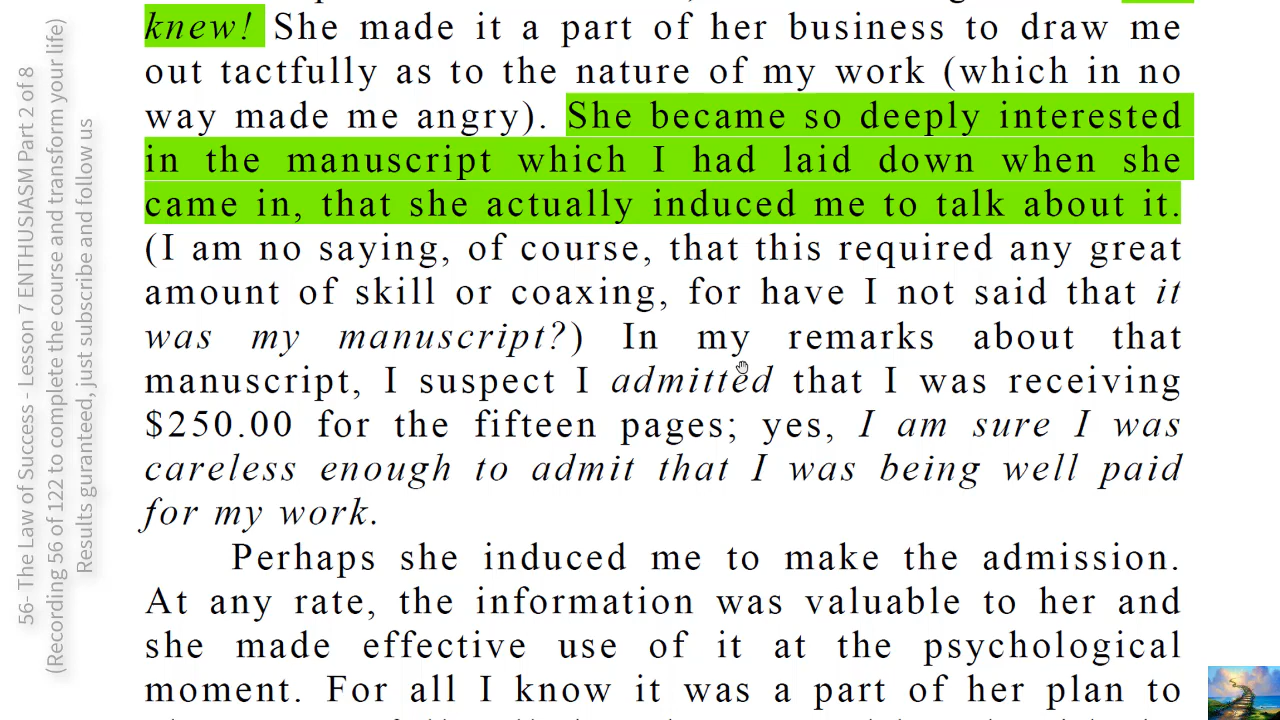 knew! She made it a part of her business to draw me
out tactfully as to the nature of my work (which in no
way made me angry). She became so deeply interested
in the manuscript which I had laid down when she
came in, that she actually induced me to talk about it.
(I am no saying, of course, that this required any great
amount of skill or coaxing, for have I not said that it
was my manuscript?) In my remarks about that
manuscript, I suspect I admitted that I was receiving
$250.00 for the fifteen pages; yes, I am sure I was
careless enough to admit that I was being well paid
for my work.
Perhaps she induced me to make the admission.
At any rate, the information was valuable to her and
she made effective use of it at the psychological
moment. For all I know it was a part of her plan to
56- The Law of Success - Lesson 7 ENTHUSIASM Part 2 of 8
(Recording 56 of 122 to complete the course and transform your life)
Results guranteed, just subscribe and follow us